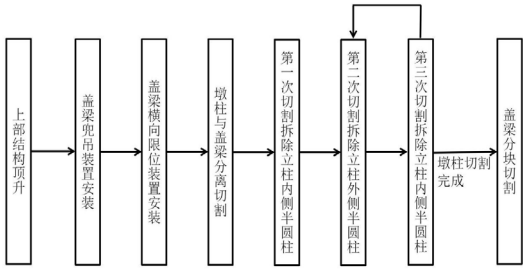 上部结构顶升
盖梁兜吊装置安装
盖梁横向限位装置安装
墩柱与盖梁分离切割
第一次切割拆除立柱内侧半圆柱
第二次切割拆除立柱外侧半圆柱
第三次切割拆除立柱内侧半圆柱
墩柱切割
完成
盖梁分块切割